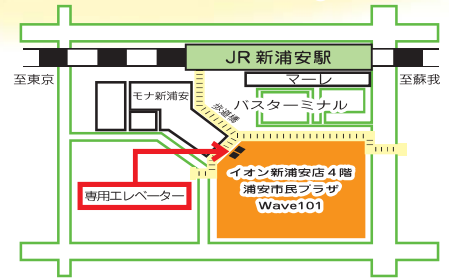 JR 新浦安駅
至東京
マーレ
至蘇我
モナ新浦安
バスターミナル
歩道橋
専用エレベーター
イオン新浦安店4階
浦安市民プラザ
Wave101